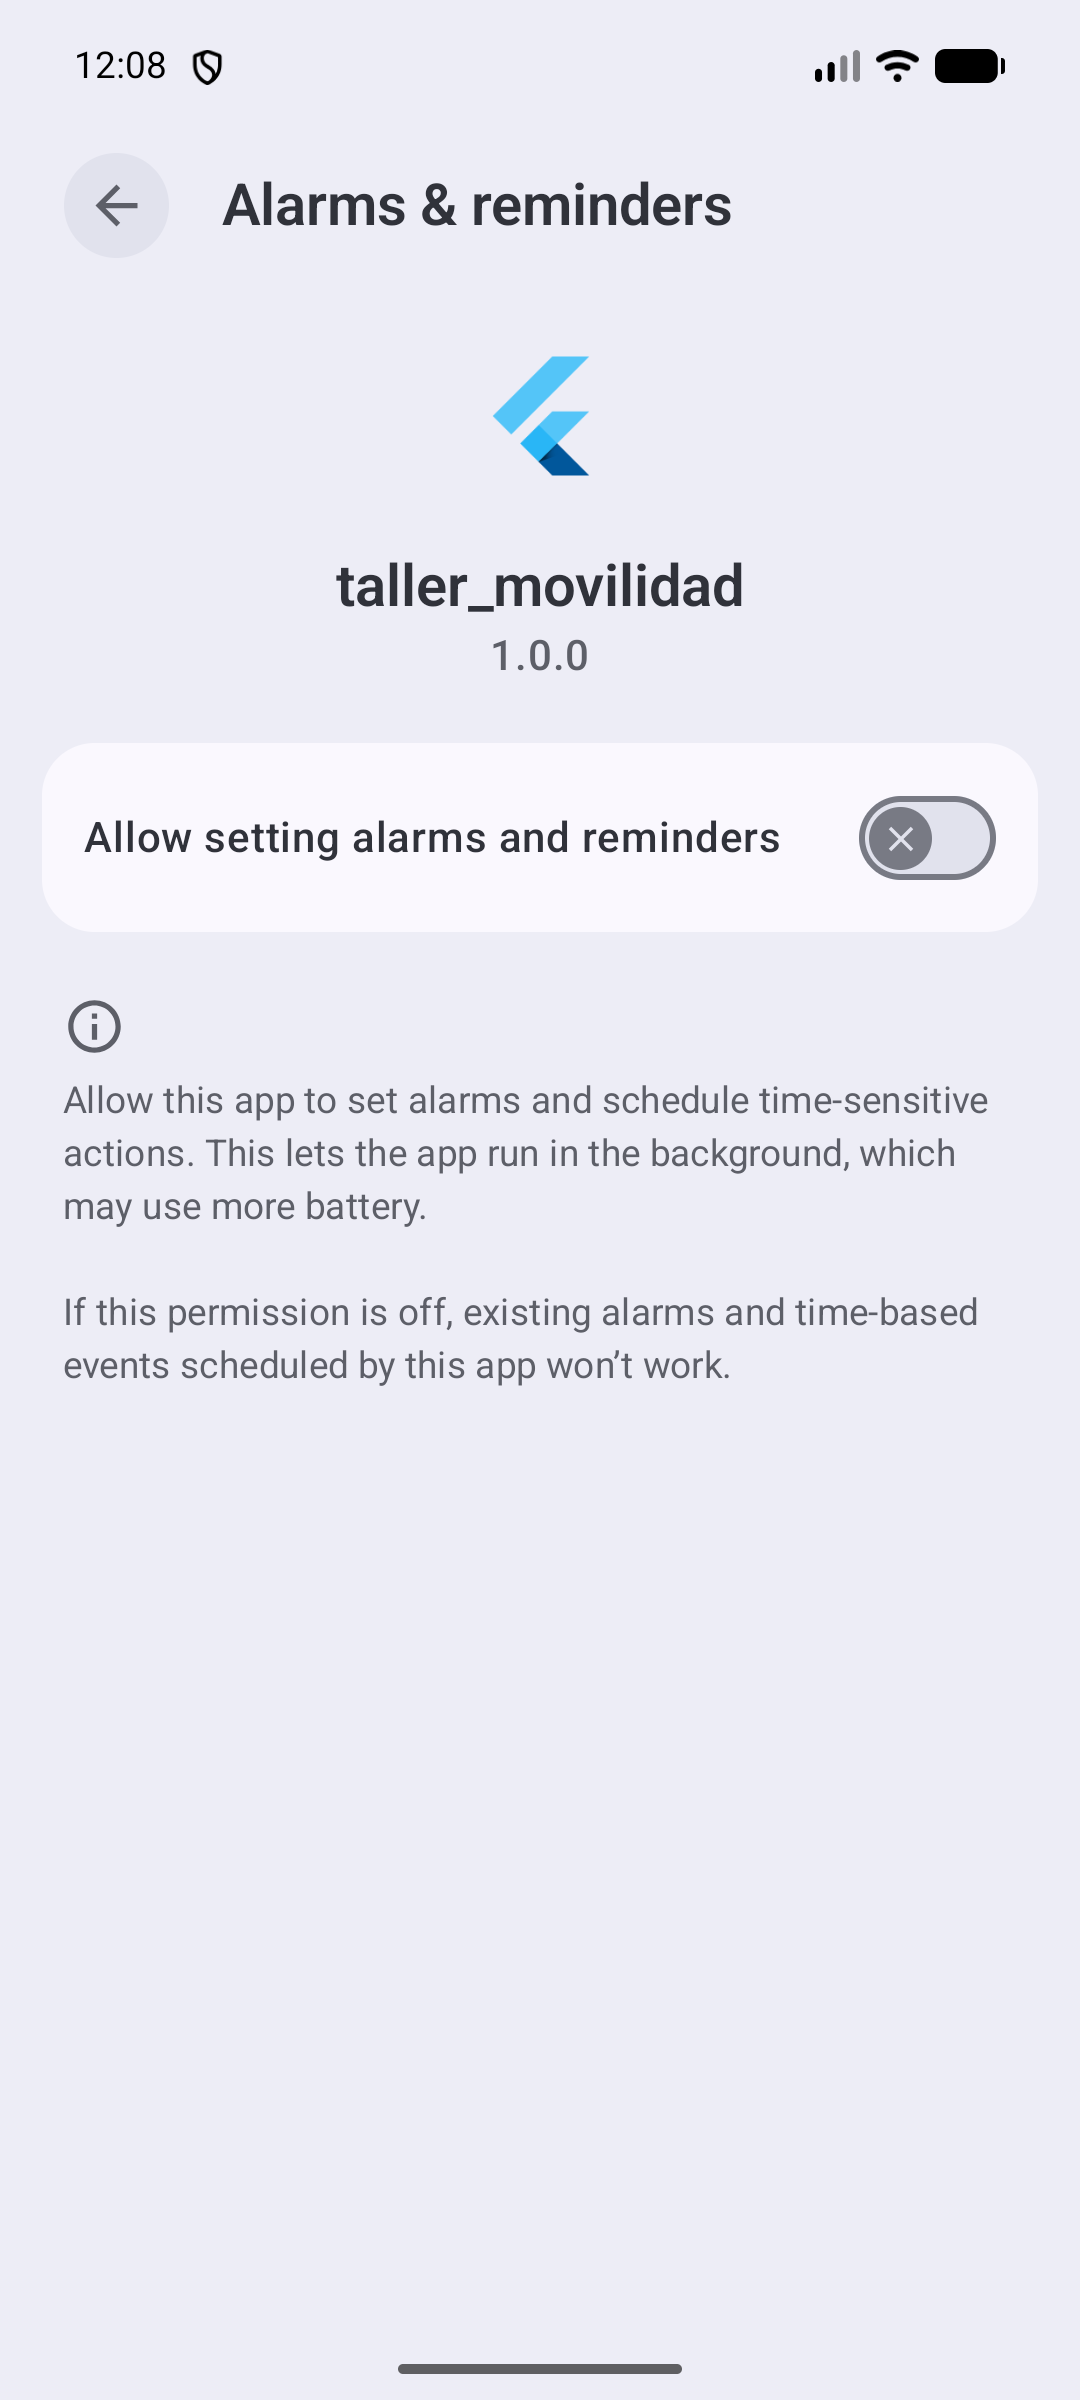 12:08
Alarms & reminders
taller_movilidad
1.0.0
Allow setting alarms and reminders
Allow this app to set alarms and schedule time-sensitive
actions. This lets the app run in the background, which
may use more battery.
If this permission is off, existing alarms and time-based
events scheduled by this app won’t work.